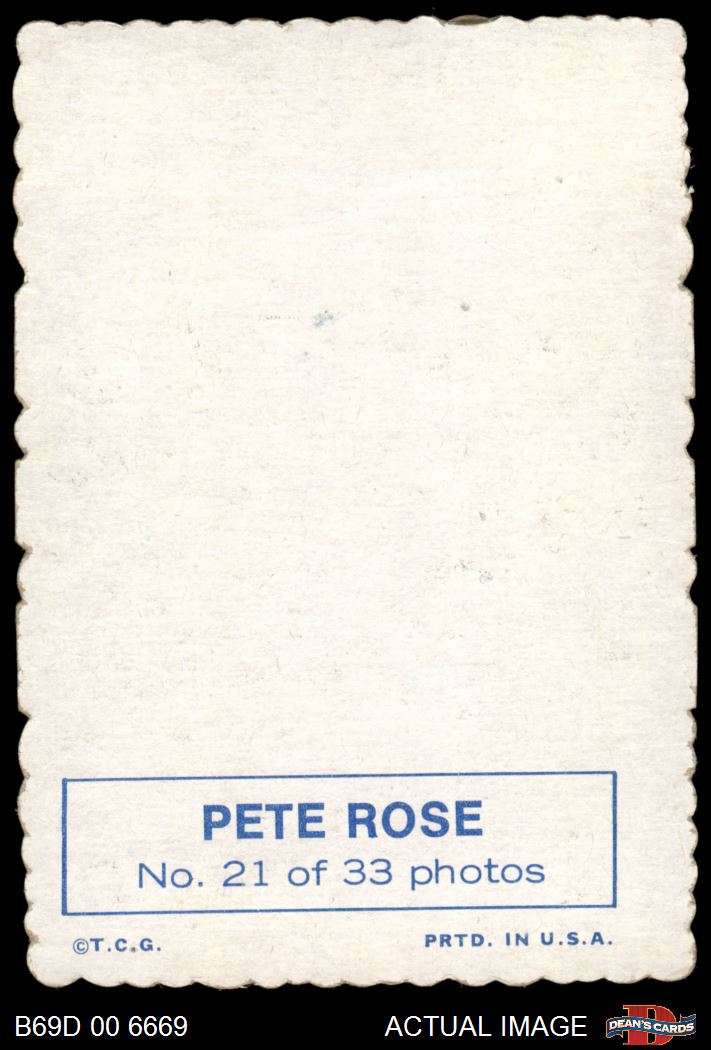 PETE ROSE
No. 21 of 33 photos
©T.C.G. PRTD. IN U.S.A.
B69D 00 6669 ACTUAL IMAGE DEAN'S CARDS